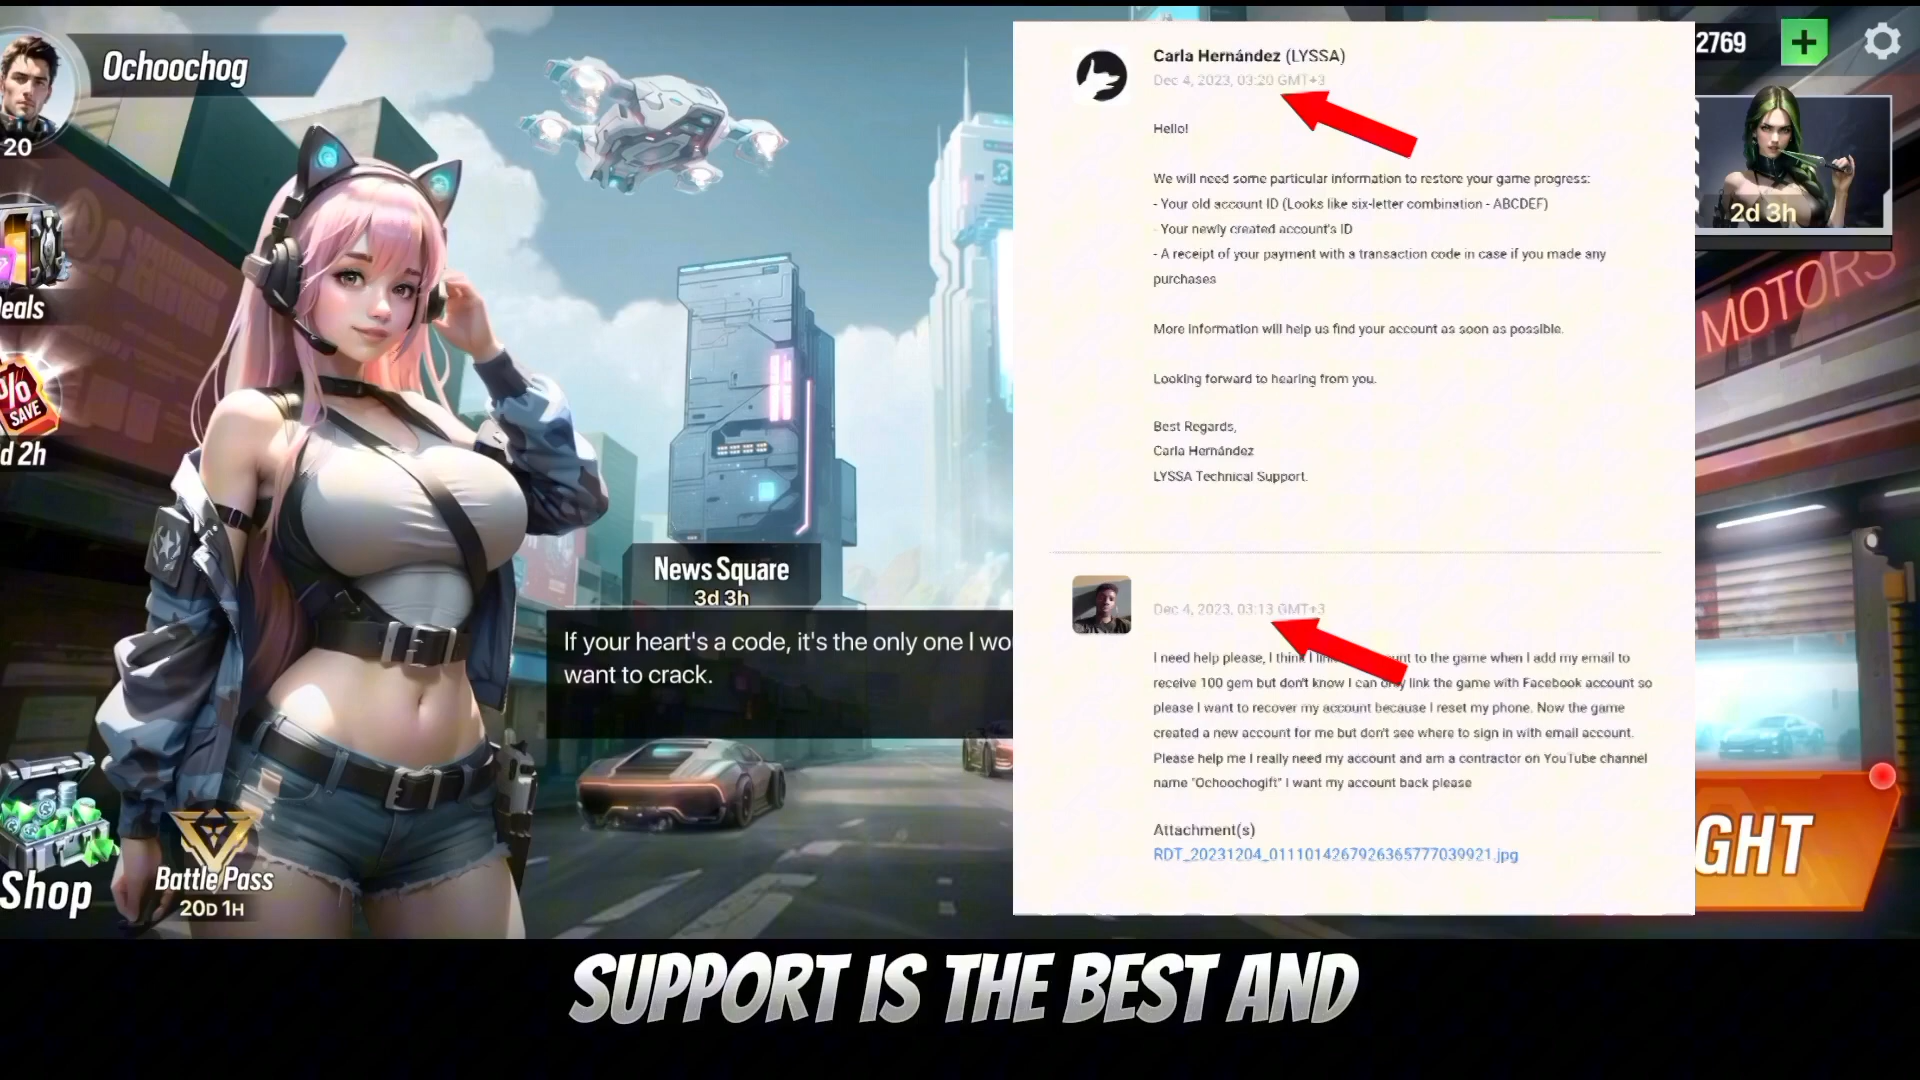 Ochoochog
20
eals
%
SAVE
d 2h
Shop
Battle Pass
20D 1H
News Square
3d 3h
If your heart's a code, it's the only one I wo
want to crack.
Carla Hernández (LYSSA)
Dec 4, 2023, 03:20 GMT+3
Hello!
We will need some particular information to restore your game progress:
- Your old account ID (Looks like six-letter combination - ABCDEF)
- Your newly created account's ID
- A receipt of your payment with a transaction code in case if you made any
purchases
More information will help us find your account as soon as possible.
Looking forward to hearing from you.
Best Regards,
Carla Hernández
LYSSA Technical Support.
Dec 4, 2023, 03:13 GMT+3
I need help please, I think I unt to the game when I add my email to
receive 100 gem but don't know I can only link the game with Facebook account so
please I want to recover my account because I reset my phone. Now the game
created a new account for me but don't see where to sign in with email account.
Please help me I really need my account and am a contractor on YouTube channel
name "Ochoochogift" I want my account back please
Attachment(s)
RDT_20231204_0111014267926365777039921.jpg
2769
2d 3h
MOTORS
GHT
SUPPORT IS THE BEST AND